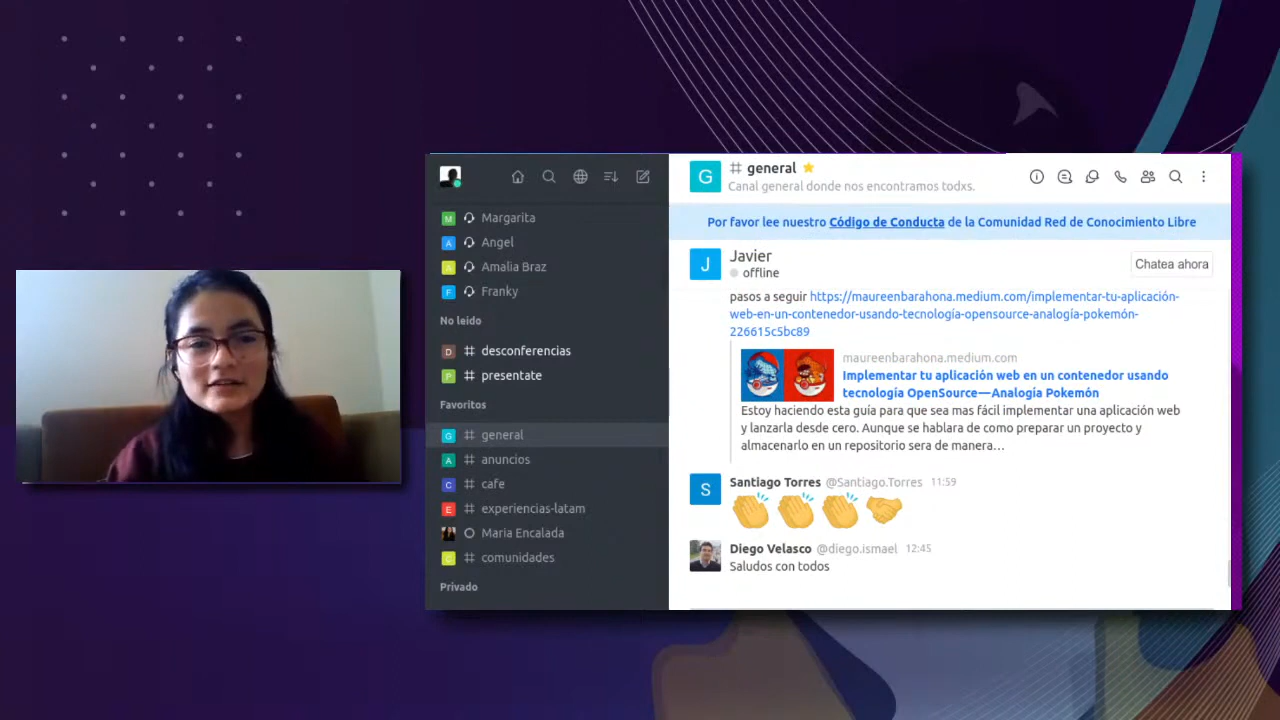 M Margarita
A Angel
A Amalia Braz
F Franky
No leído
D # desconferencias
P # presentate
Favoritos
G # general
A # anuncios
C # cafe
E # experiencias-latam
Maria Encalada
C # comunidades
Privado
G # general
Canal general donde nos encontramos todxs.
Por favor lee nuestro Código de Conducta de la Comunidad Red de Conocimiento Libre
J Javier
offline
Chatea ahora
pasos a seguir https://maureenbarahona.medium.com/implementar-tu-aplicación-
web-en-un-contenedor-usando-tecnología-opensource-analogía-pokemón-
226615c5bc89
maureenbarahona.medium.com
Implementar tu aplicación web en un contenedor usando
tecnología OpenSource—Analogía Pokemón
Estoy haciendo esta guía para que sea mas fácil implementar una aplicación web
y lanzarla desde cero. Aunque se hablara de como preparar un proyecto y
almacenarlo en un repositorio sera de manera…
S Santiago Torres @Santiago.Torres 11:59
Diego Velasco @diego.ismael 12:45
Saludos con todos